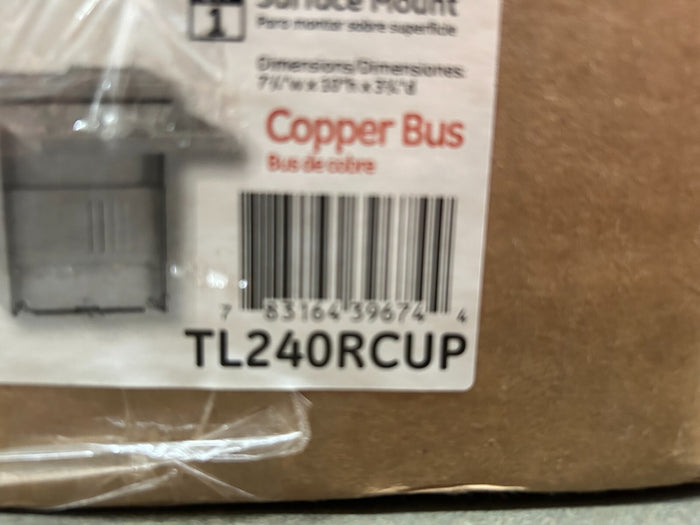 1
Surface Mount
Para montar sobre superficie
Dimensions/Dimensiones:
Copper Bus
Bus de cobre
7 83164 39674 4
TL240RCUP